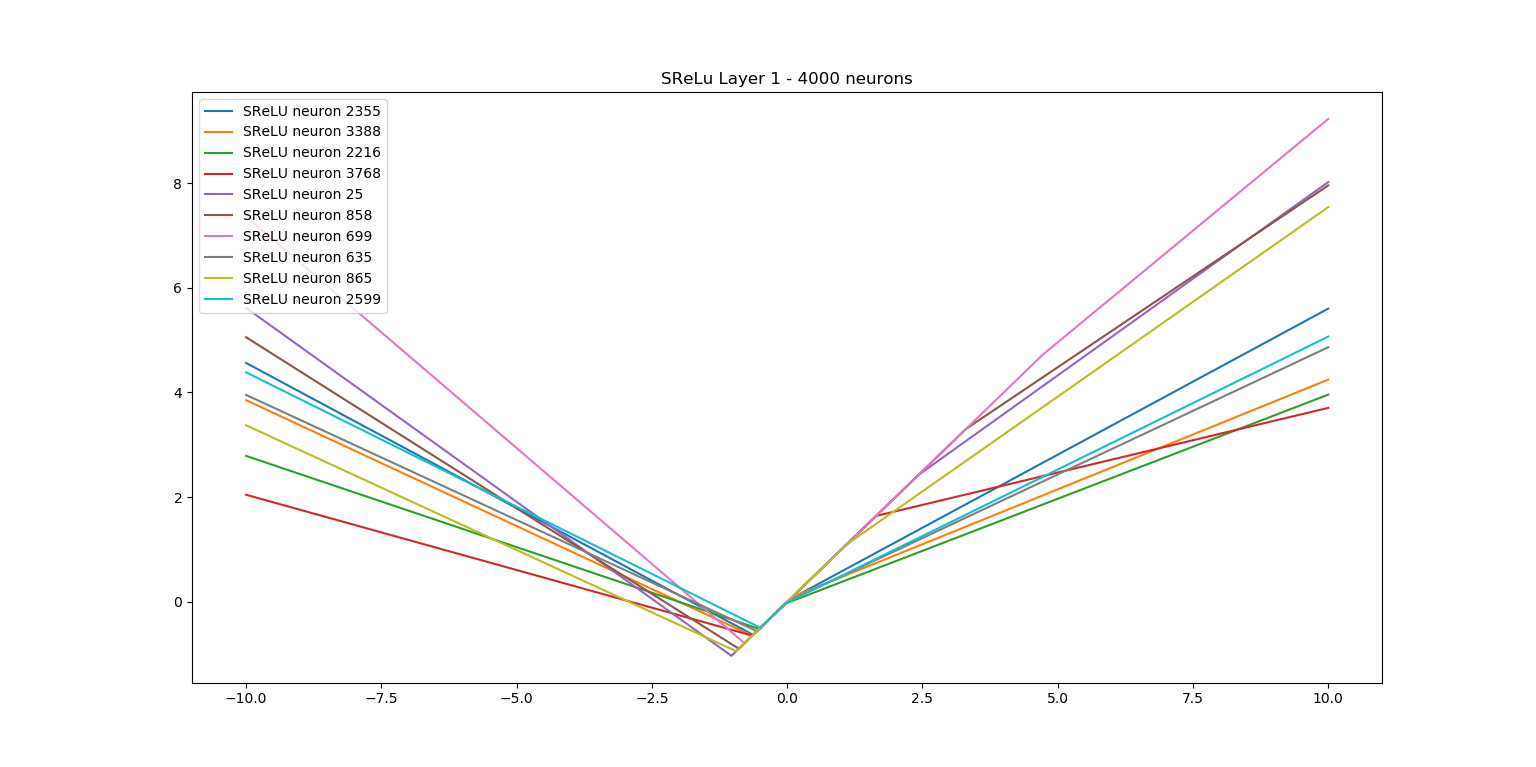 SReLu Layer 1 - 4000 neurons
SReLU neuron 2355
SReLU neuron 3388
SReLU neuron 2216
SReLU neuron 3768
SReLU neuron 25
SReLU neuron 858
SReLU neuron 699
SReLU neuron 635
SReLU neuron 865
SReLU neuron 2599
8
6
4
2
0
−10.0 −7.5 −5.0 −2.5 0.0 2.5 5.0 7.5 10.0